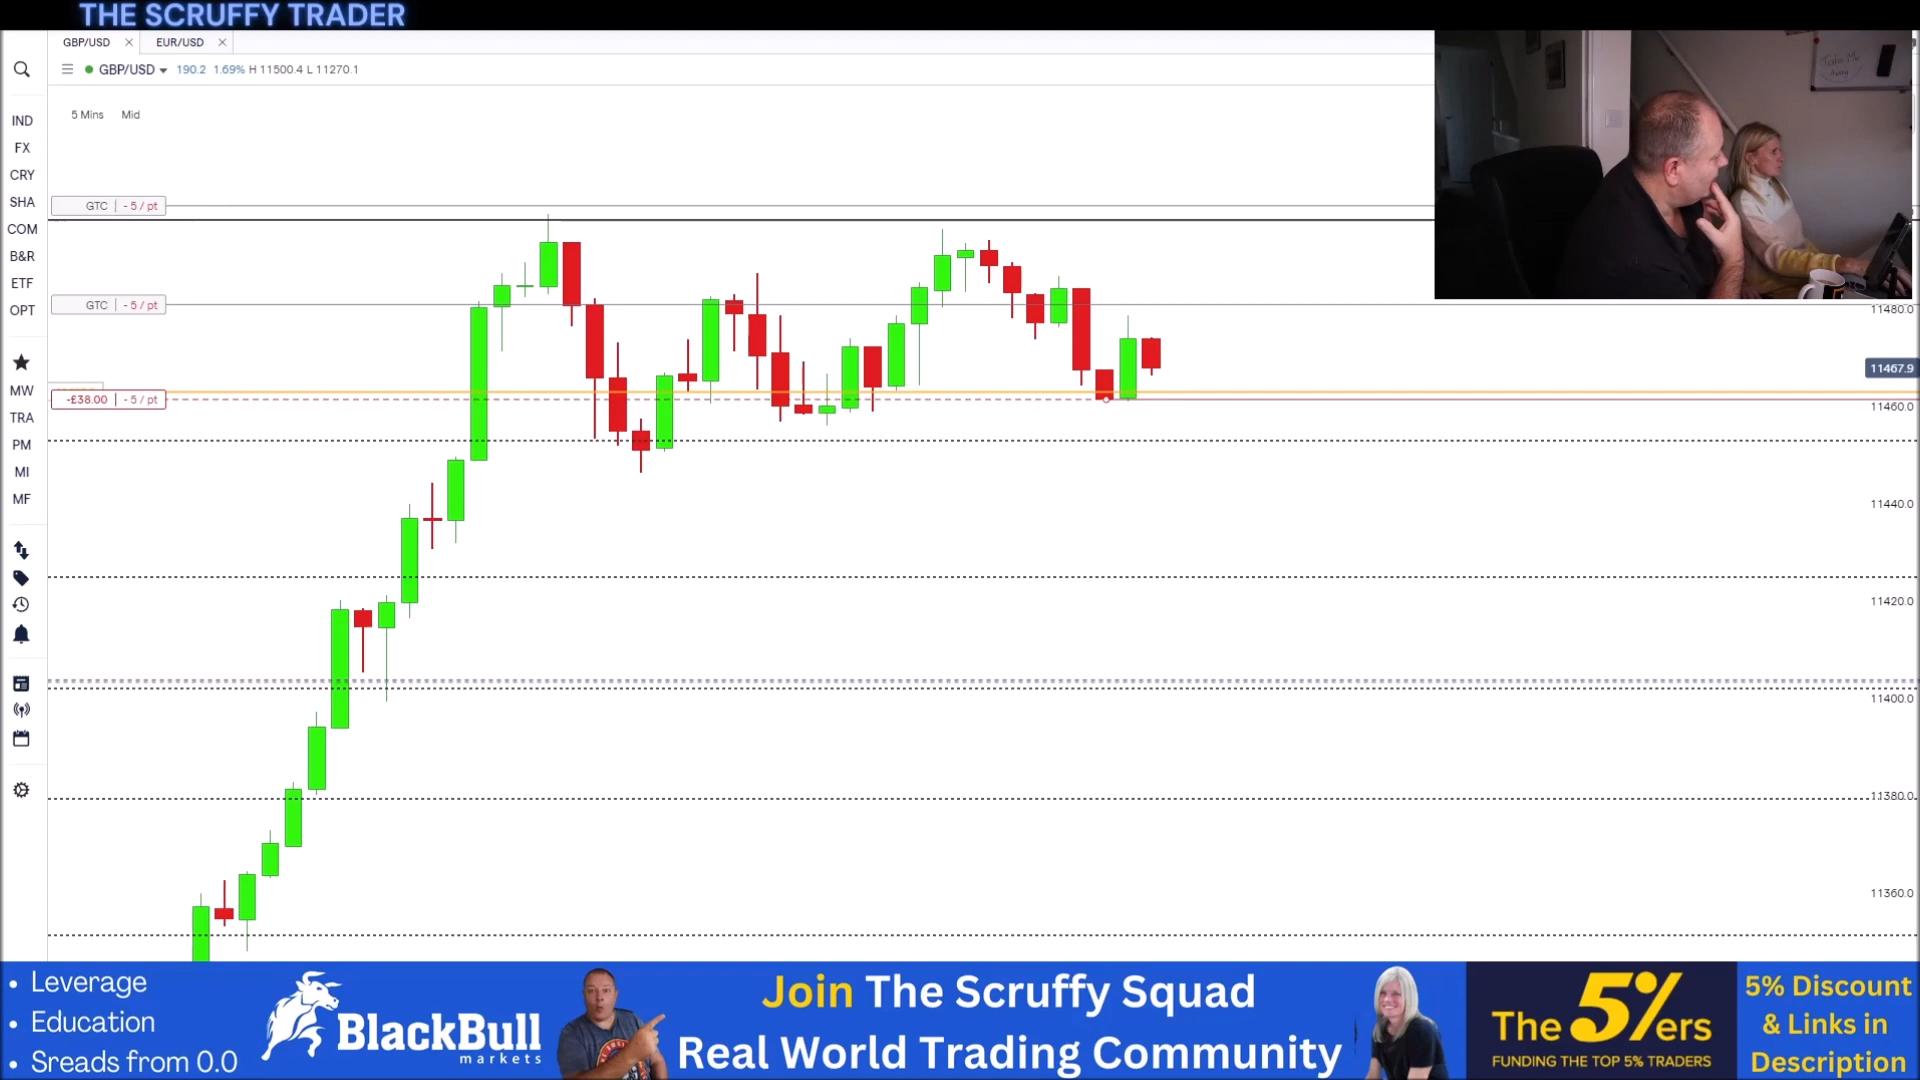 THE SCRUFFY TRADER
GBP/USD
EUR/USD
GBP/USD 190.2 1.69% H 11500.4 L 11270.1
5 Mins Mid
IND
FX
CRY
SHA
COM
B&R
ETF
OPT
MW
TRA
PM
MI
MF
GTC - 5 / pt
GTC - 5 / pt
-£38.00 - 5 / pt
Take Me
Away
11480.0
11467.9
11460.0
11440.0
11420.0
11400.0
11380.0
11360.0
• Leverage
• Education
• Sreads from 0.0
BlackBull
markets
Join The Scruffy Squad
Real World Trading Community
The 5%ers
FUNDING THE TOP 5% TRADERS
5% Discount
& Links in
Description